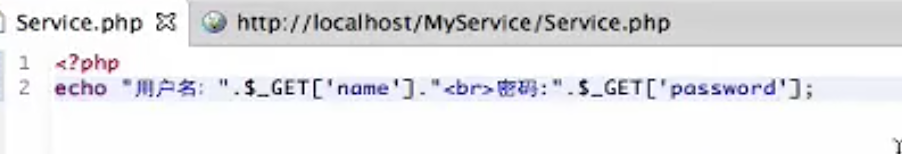 Service.php http://localhost/MyService/Service.php
1 <?php
2 echo "用户名: ".$_GET['name']."<br>密码:".$_GET['password'];